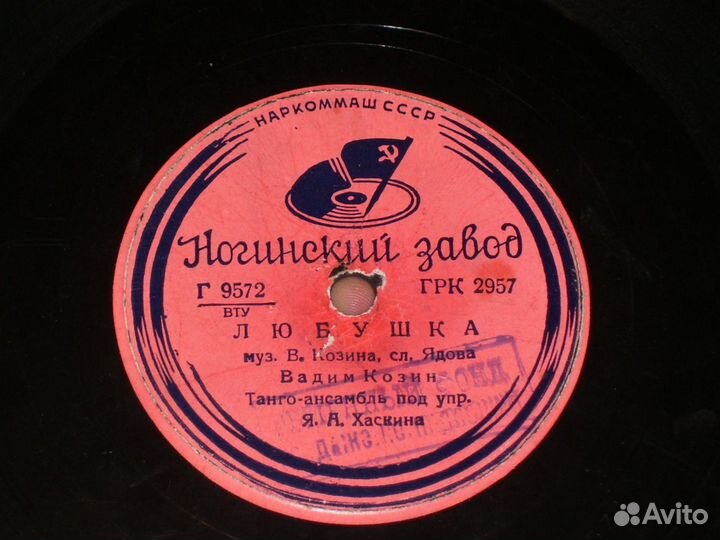 НАРКОММАШ СССР
Ногинский завод
Г 9572 ГРК 2957
ВТУ
ЛЮБУШКА
муз. В. Козина, сл. Ядова
Вадим Козин
Танго-ансамбль под упр.
Я. А. Хаскина
Avito